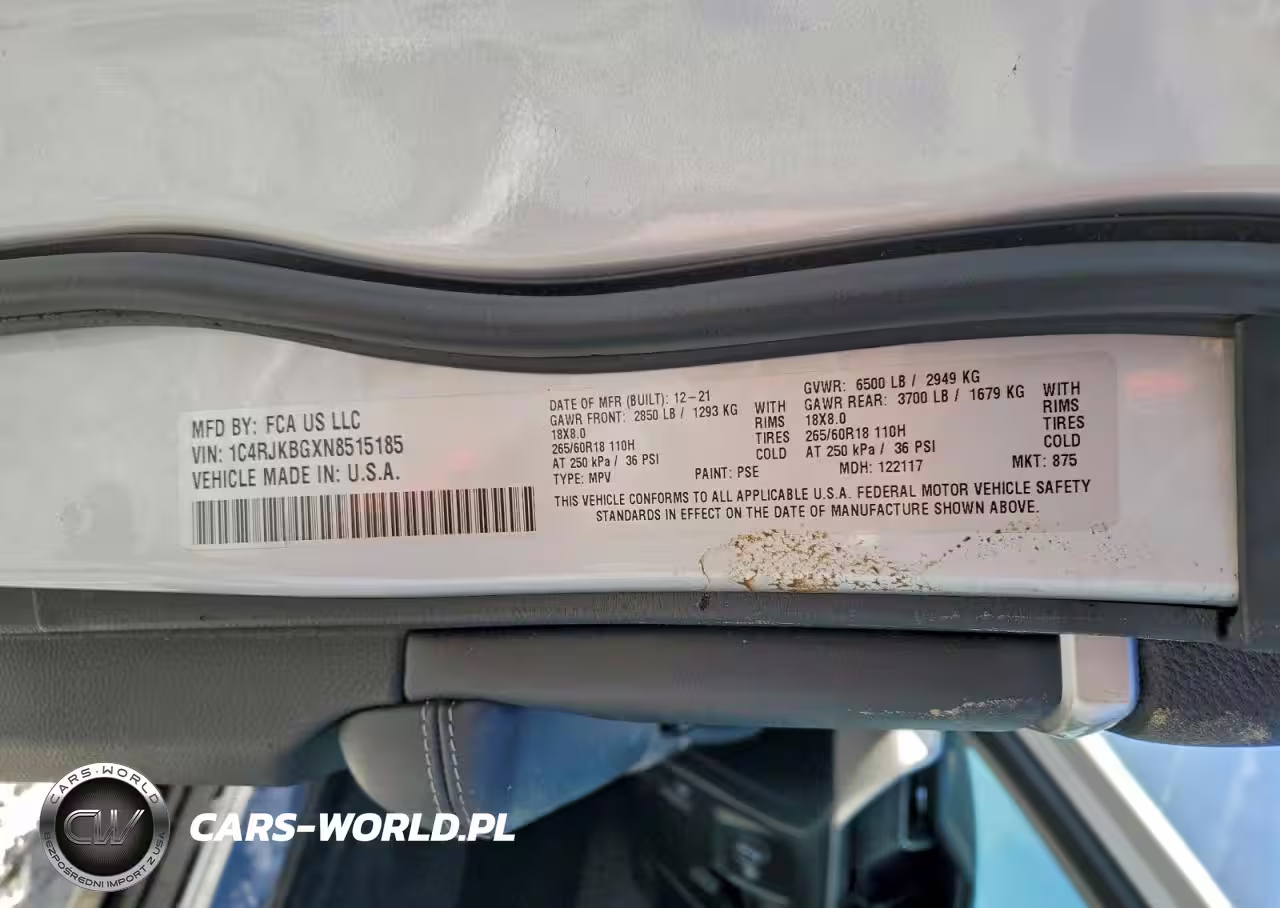 MFD BY: FCA US LLC
VIN: 1C4RJKBGXN8515185
VEHICLE MADE IN: U.S.A.
DATE OF MFR (BUILT): 12-21
GAWR FRONT: 2850 LB / 1293 KG WITH
18X8.0 RIMS
265/60R18 110H TIRES
AT 250 kPa / 36 PSI COLD
TYPE: MPV PAINT: PSE
GVWR: 6500 LB / 2949 KG
GAWR REAR: 3700 LB / 1679 KG WITH
18X8.0 RIMS
265/60R18 110H TIRES
AT 250 kPa / 36 PSI COLD
MDH: 122117 MKT: 875
THIS VEHICLE CONFORMS TO ALL APPLICABLE U.S.A. FEDERAL MOTOR VEHICLE SAFETY
STANDARDS IN EFFECT ON THE DATE OF MANUFACTURE SHOWN ABOVE.
CARS-WORLD
CW
BEZPOŚREDNI IMPORT Z USA
CARS-WORLD.PL